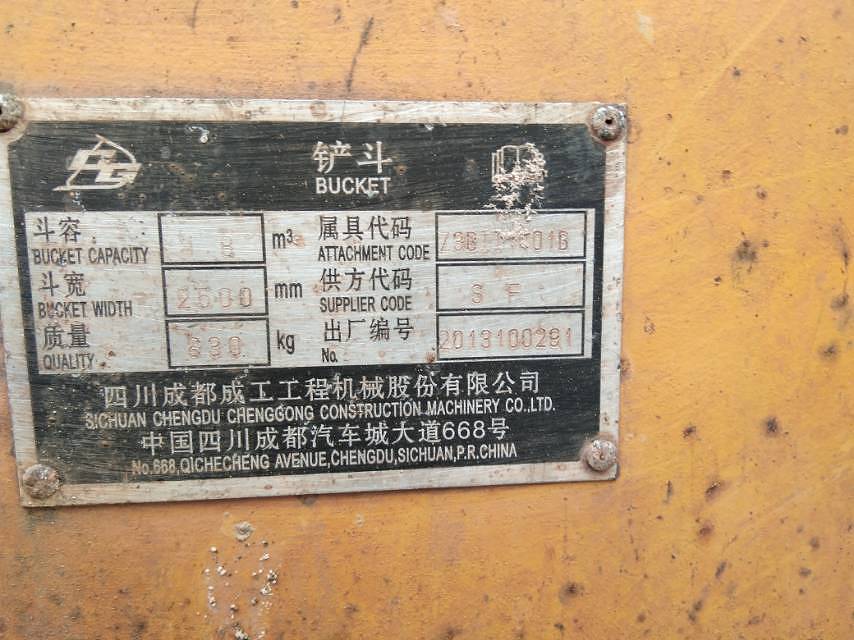 铲斗
BUCKET
斗容 m³ 属具代码
BUCKET CAPACITY ATTACHMENT CODE
斗宽 2500 mm 供方代码 SF
BUCKET WIDTH SUPPLIER CODE
质量 kg 出厂编号 2013100281
QUALITY No.
四川成都成工工程机械股份有限公司
SICHUAN CHENGDU CHENGGONG CONSTRUCTION MACHINERY CO.,LTD.
中国四川成都汽车城大道668号
No.668,QICHECHENG AVENUE,CHENGDU,SICHUAN,P.R.CHINA